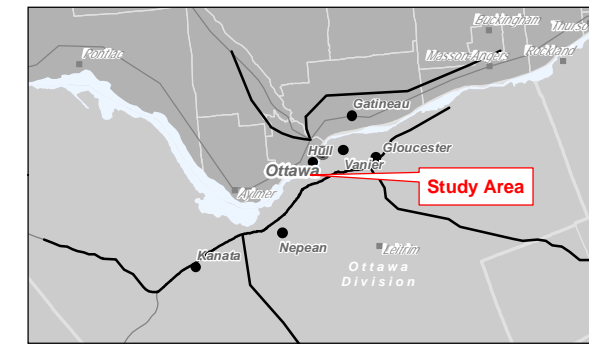 Buckingham
Thurso
Pontiac
Masson-Angers
Rockland
Gatineau
Hull
Vanier
Gloucester
Ottawa
Study Area
Aylmer
Nepean
Leitrim
Kanata
Ottawa
Division